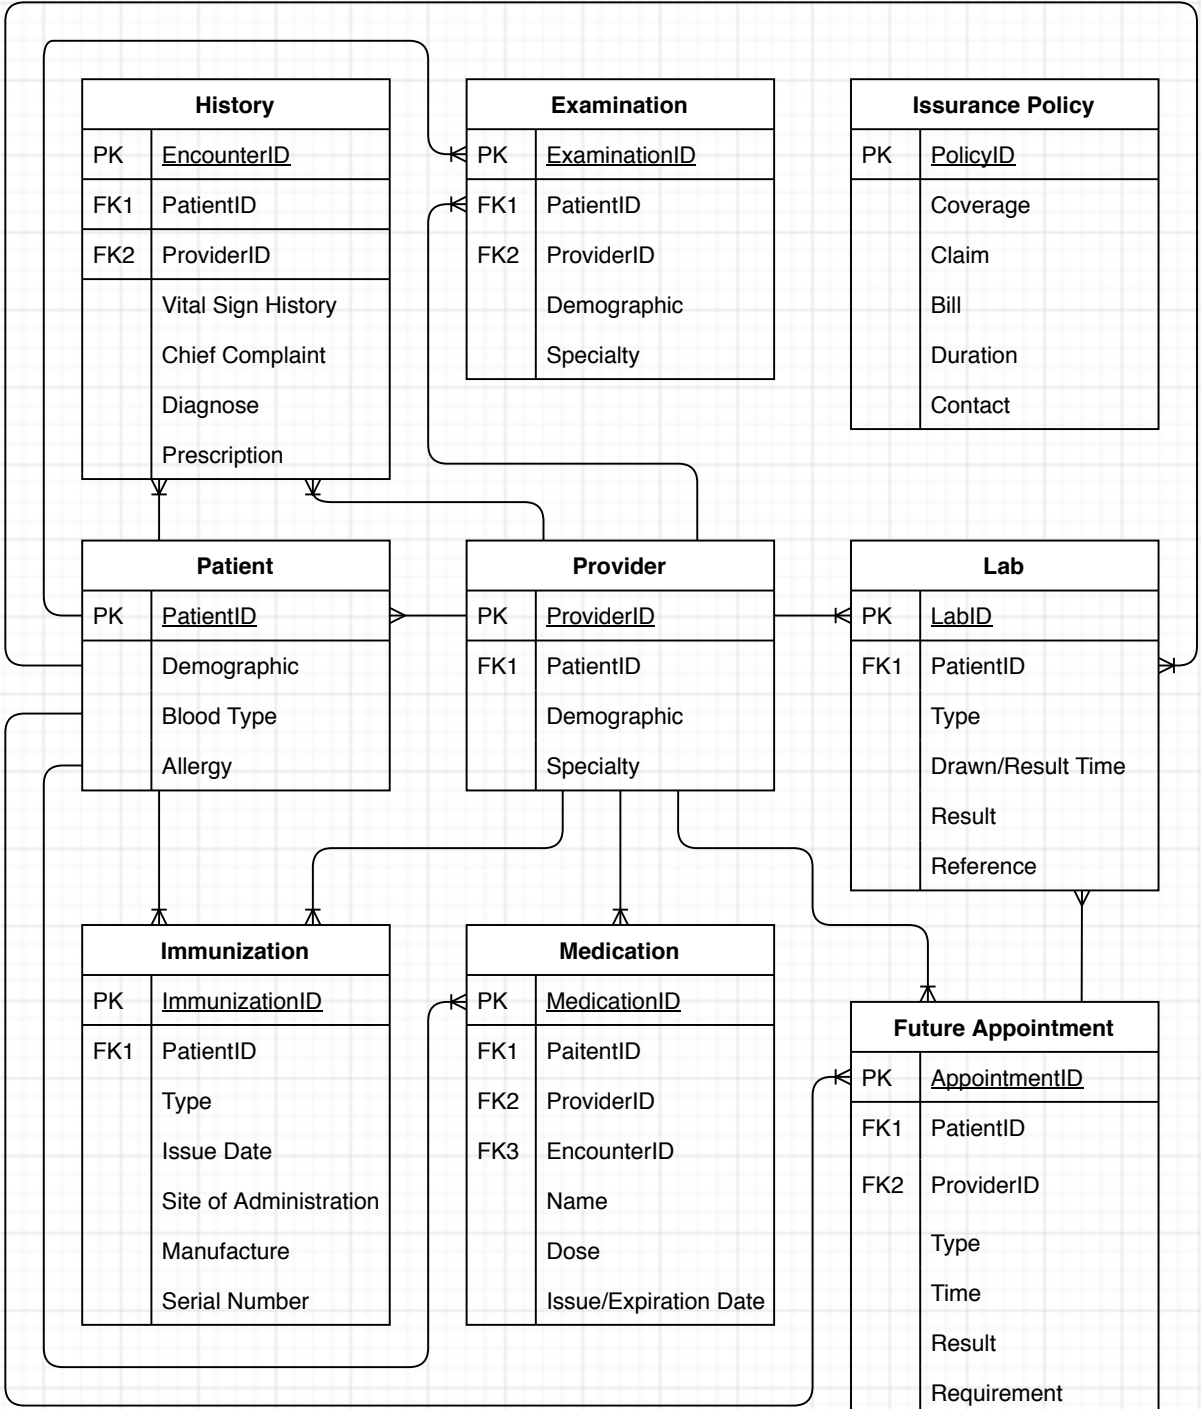 History
PK EncounterID
FK1 PatientID
FK2 ProviderID
Vital Sign History
Chief Complaint
Diagnose
Prescription
Examination
PK ExaminationID
FK1 PatientID
FK2 ProviderID
Demographic
Specialty
Issurance Policy
PK PolicyID
Coverage
Claim
Bill
Duration
Contact
Patient
PK PatientID
Demographic
Blood Type
Allergy
Provider
PK ProviderID
FK1 PatientID
Demographic
Specialty
Lab
PK LabID
FK1 PatientID
Type
Drawn/Result Time
Result
Reference
Immunization
PK ImmunizationID
FK1 PatientID
Type
Issue Date
Site of Administration
Manufacture
Serial Number
Medication
PK MedicationID
FK1 PaitentID
FK2 ProviderID
FK3 EncounterID
Name
Dose
Issue/Expiration Date
Future Appointment
PK AppointmentID
FK1 PatientID
FK2 ProviderID
Type
Time
Result
Requirement